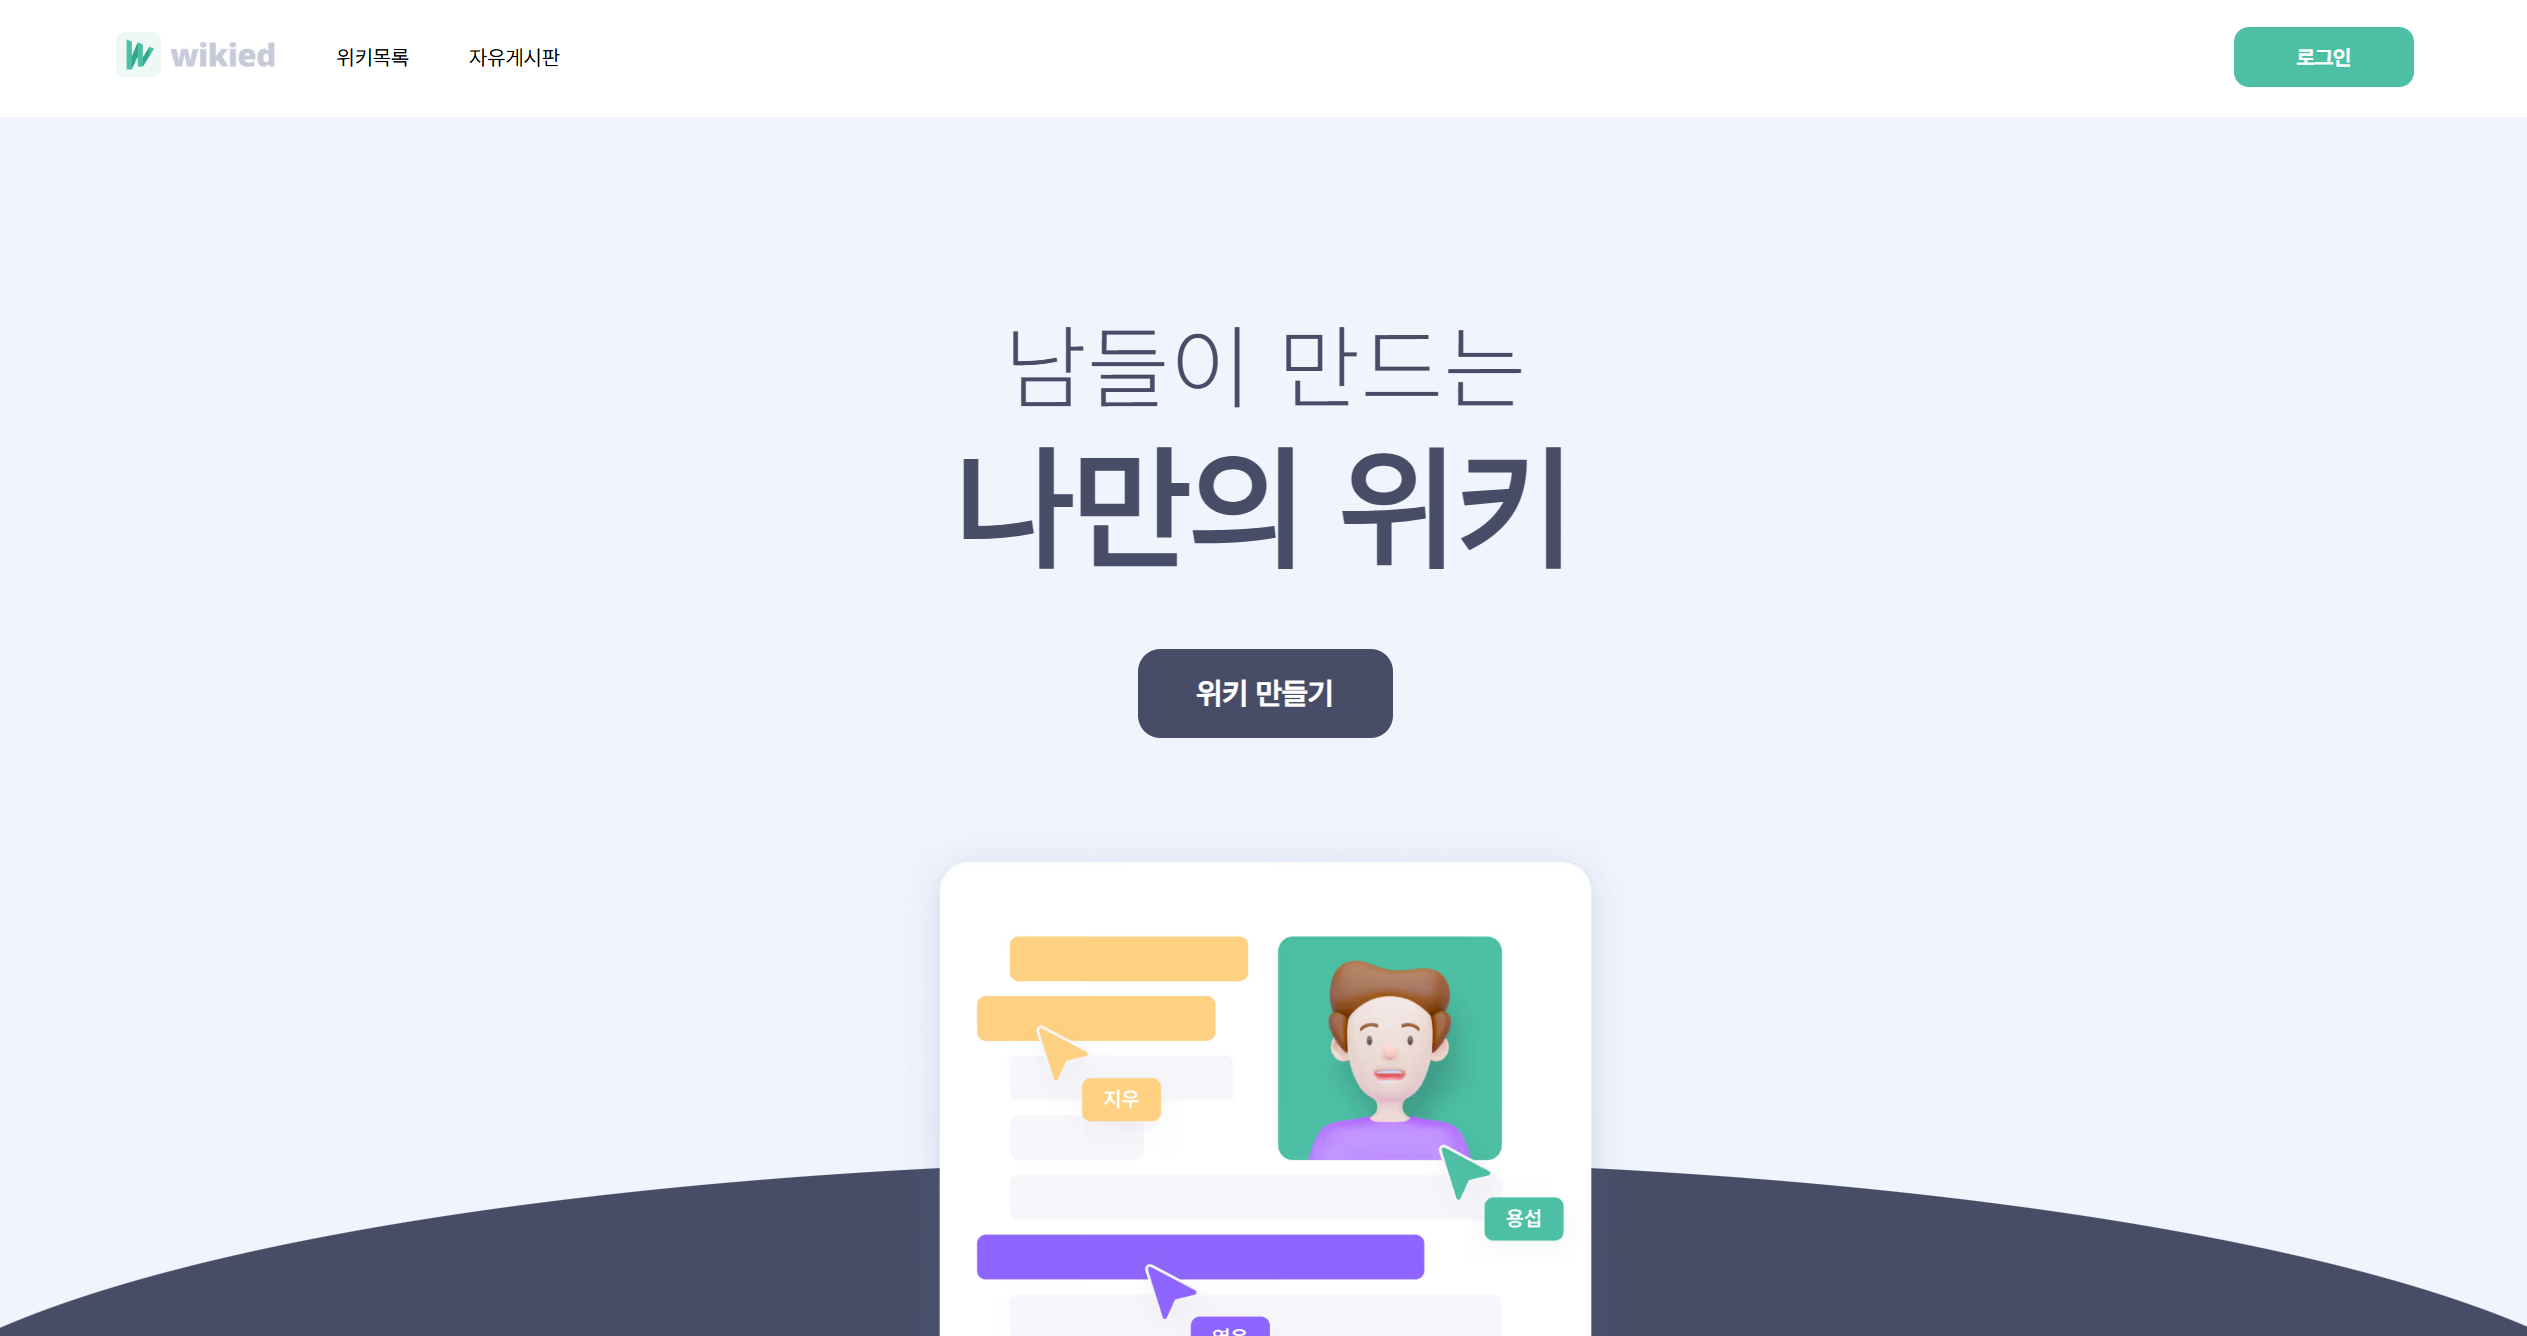 wikied 위키목록 자유게시판 로그인
남들이 만드는
나만의 위키
위키 만들기
지우
용섭